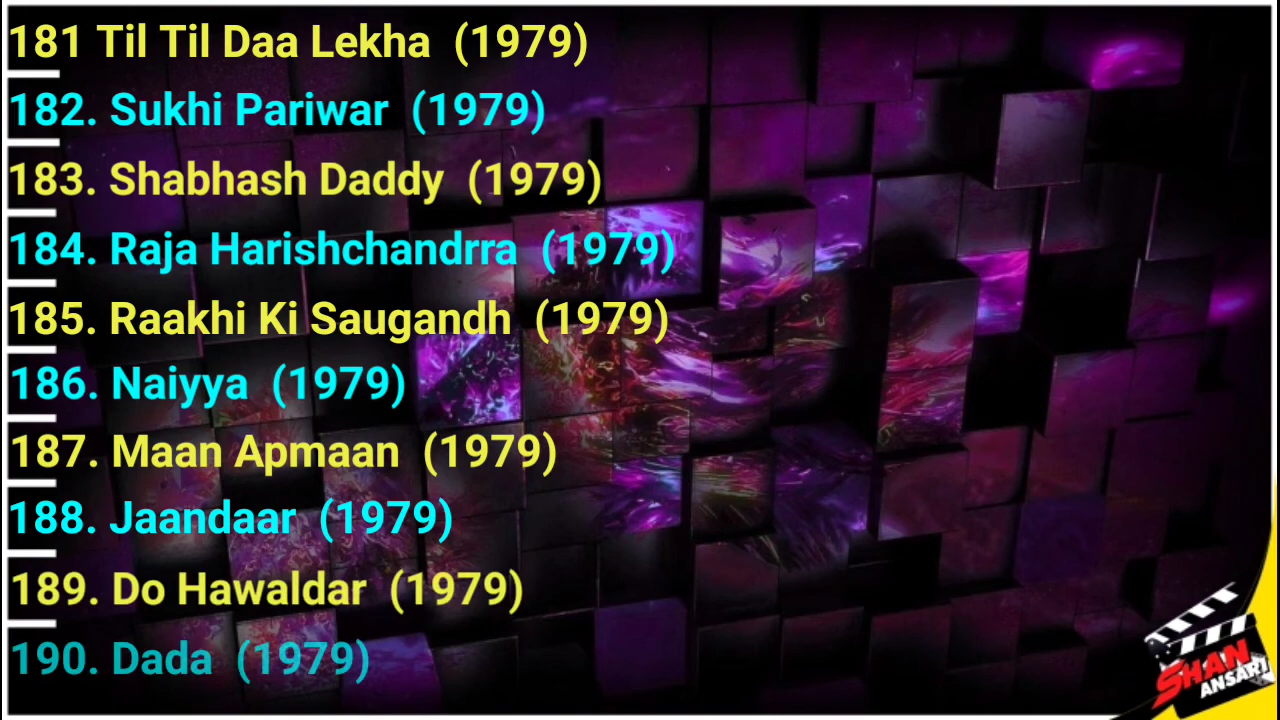 181 Til Til Daa Lekha (1979)
182. Sukhi Pariwar (1979)
183. Shabhash Daddy (1979)
184. Raja Harishchandrra (1979)
185. Raakhi Ki Saugandh (1979)
186. Naiyya (1979)
187. Maan Apmaan (1979)
188. Jaandaar (1979)
189. Do Hawaldar (1979)
190. Dada (1979)
SHAN
ANSARI